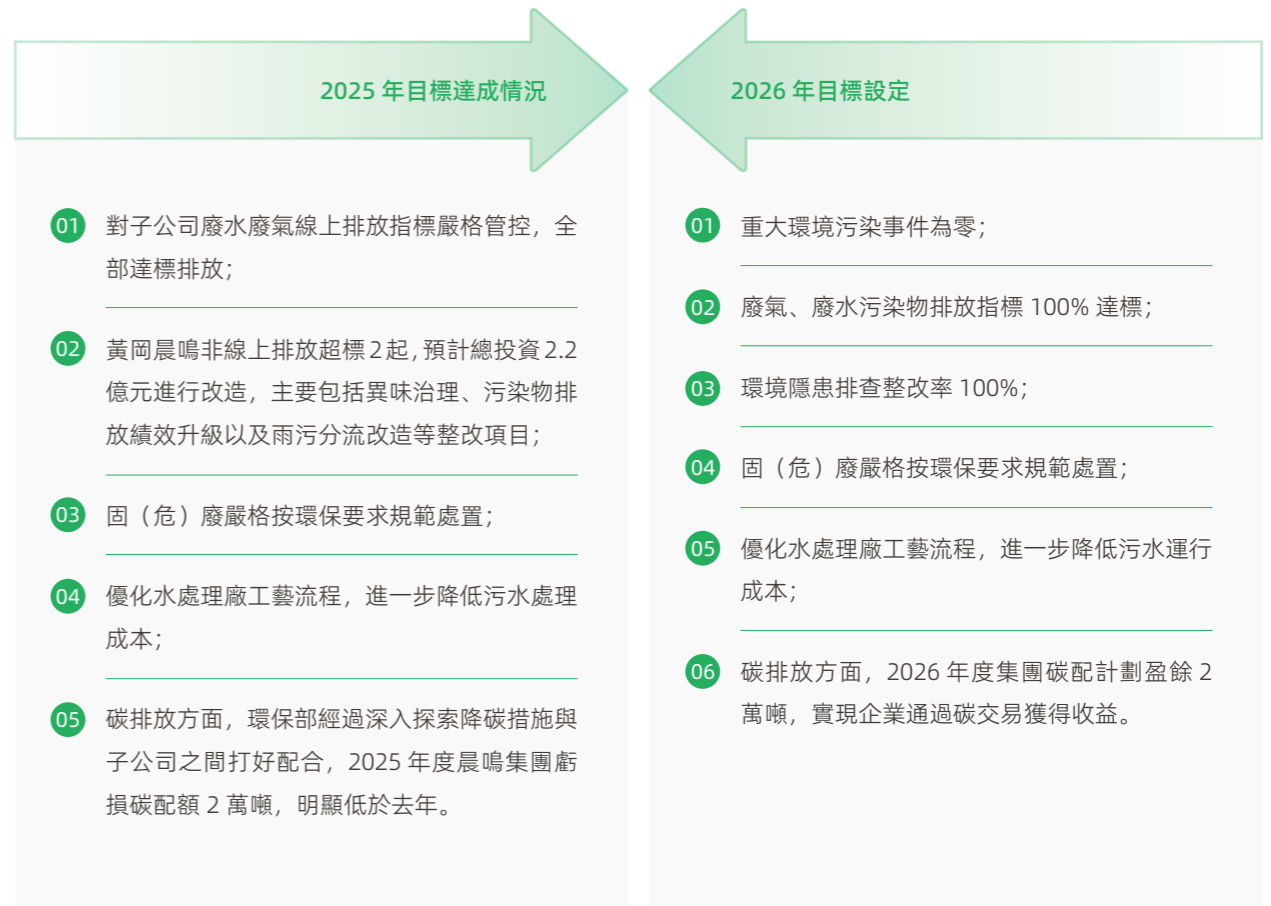 2025 年目標達成情況
01
對子公司廢水廢氣線上排放指標嚴格管控，全
部達標排放；
02
黃岡晨鳴非線上排放超標 2 起，預計總投資 2.2
億元進行改造，主要包括異味治理、污染物排
放績效升級以及雨污分流改造等整改項目；
03
固（危）廢嚴格按環保要求規範處置；
04
優化水處理廠工藝流程，進一步降低污水處理
成本；
05
碳排放方面，環保部經過深入探索降碳措施與
子公司之間打好配合，2025 年度晨鳴集團虧
損碳配額 2 萬噸，明顯低於去年。
2026 年目標設定
01
重大環境污染事件為零；
02
廢氣、廢水污染物排放指標 100% 達標；
03
環境隱患排查整改率 100%；
04
固（危）廢嚴格按環保要求規範處置；
05
優化水處理廠工藝流程，進一步降低污水運行
成本；
06
碳排放方面，2026 年度集團碳配計劃盈餘 2
萬噸，實現企業通過碳交易獲得收益。